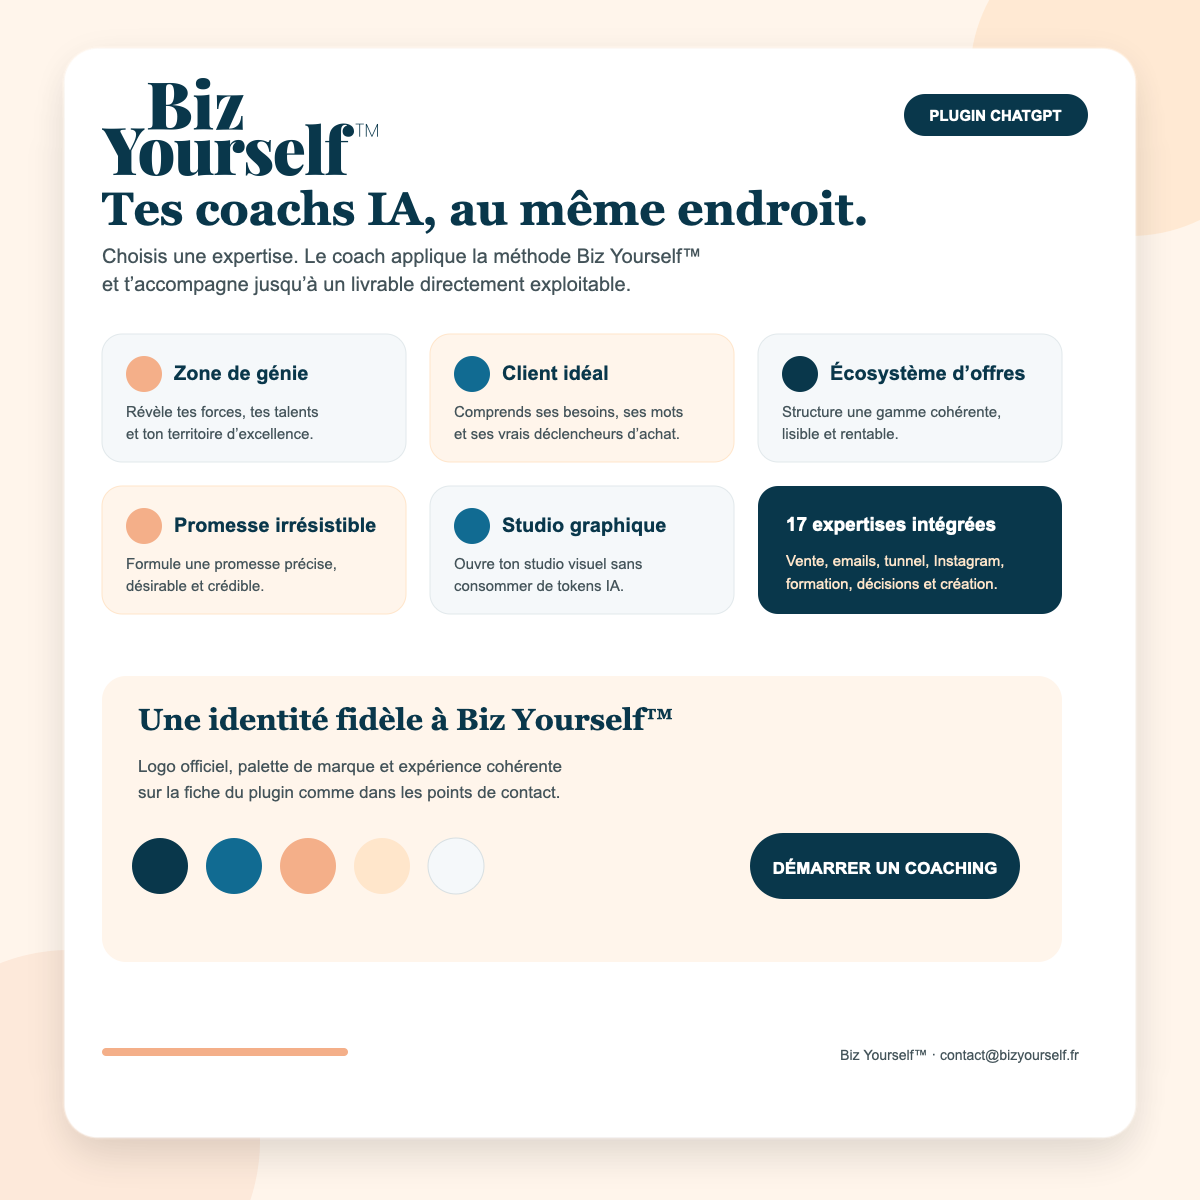 Biz
Yourself™
PLUGIN CHATGPT
Tes coachs IA, au même endroit.
Choisis une expertise. Le coach applique la méthode Biz Yourself™
et t’accompagne jusqu’à un livrable directement exploitable.
Zone de génie
Révèle tes forces, tes talents
et ton territoire d’excellence.
Client idéal
Comprends ses besoins, ses mots
et ses vrais déclencheurs d’achat.
Écosystème d’offres
Structure une gamme cohérente,
lisible et rentable.
Promesse irrésistible
Formule une promesse précise,
désirable et crédible.
Studio graphique
Ouvre ton studio visuel sans
consommer de tokens IA.
17 expertises intégrées
Vente, emails, tunnel, Instagram,
formation, décisions et création.
Une identité fidèle à Biz Yourself™
Logo officiel, palette de marque et expérience cohérente
sur la fiche du plugin comme dans les points de contact.
DÉMARRER UN COACHING
Biz Yourself™ · contact@bizyourself.fr